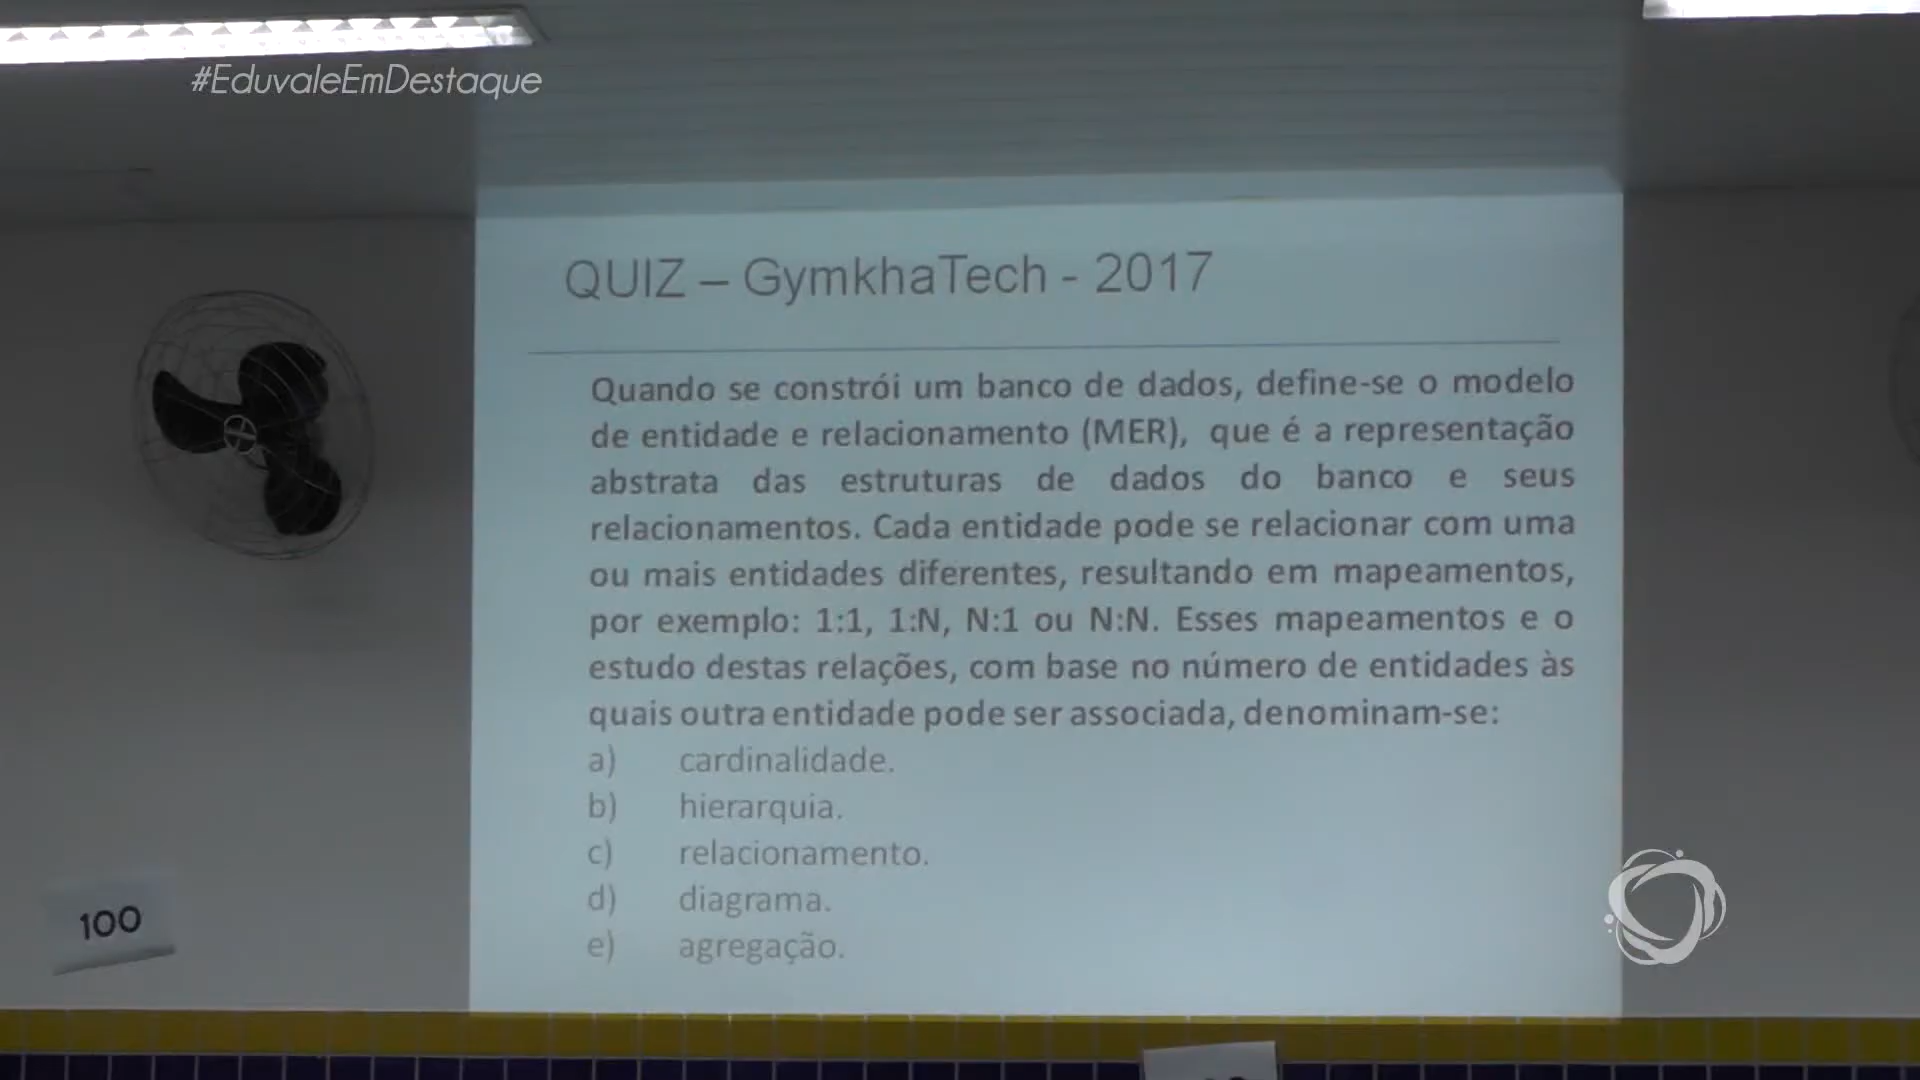 #EduvaleEmDestaque
QUIZ – GymkhaTech - 2017
Quando se constrói um banco de dados, define-se o modelo
de entidade e relacionamento (MER), que é a representação
abstrata das estruturas de dados do banco e seus
relacionamentos. Cada entidade pode se relacionar com uma
ou mais entidades diferentes, resultando em mapeamentos,
por exemplo: 1:1, 1:N, N:1 ou N:N. Esses mapeamentos e o
estudo destas relações, com base no número de entidades às
quais outra entidade pode ser associada, denominam-se:
a) cardinalidade.
b) hierarquia.
c) relacionamento.
d) diagrama.
e) agregação.
100